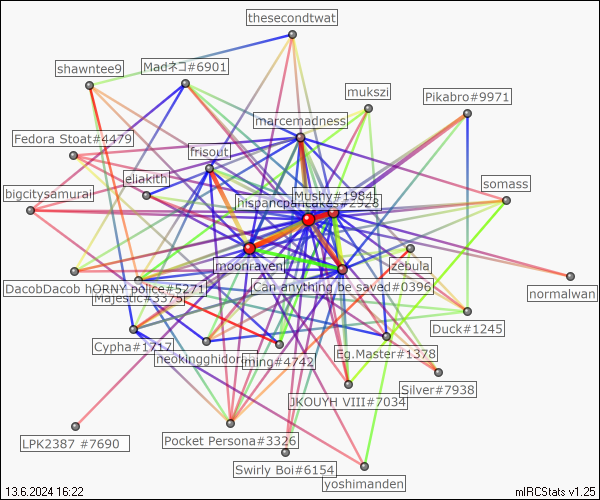 thesecondtwat
shawntee9
Madネコ#6901
mukszi
Pikabro#9971
marcemadness
Fedora Stoat#4479
frisout
eliakith
somass
bigcitysamurai
Mushy#1984
hispancpancakes#2928
moonraven
zebula
DacobDacob hORNY police#5271
Can anything be saved#0396
normalwan
Majestic#3375
Duck#1245
Cypha#1717
neokingghidor
ming#4742
Eg.Master#1378
Silver#7938
JKOUYH VIII#7034
LPK2387 #7690
Pocket Persona#3326
Swirly Boi#6154
yoshimanden
13.6.2024 16:22
mIRCStats v1.25